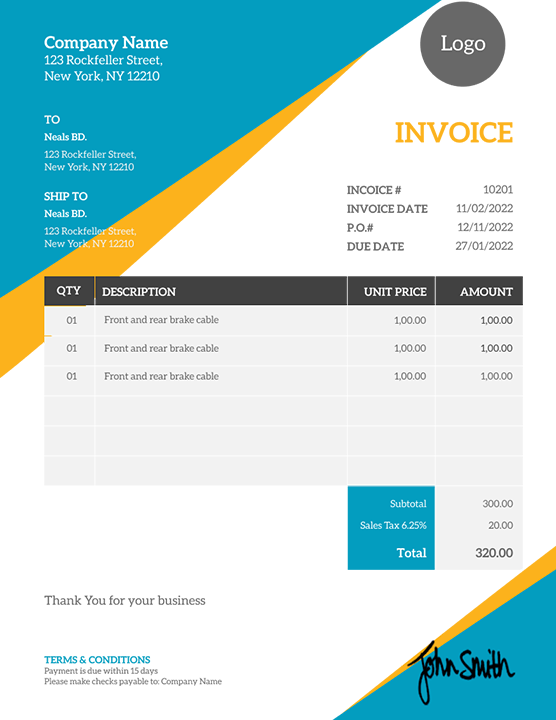 Company Name
123 Rockfeller Street,
New York, NY 12210
Logo
TO
Neals BD.
123 Rockfeller Street,
New York, NY 12210
INVOICE
SHIP TO
Neals BD.
123 Rockfeller Street,
New York, NY 12210
INCOICE # 10201
INVOICE DATE 11/02/2022
P.O.# 12/11/2022
DUE DATE 27/01/2022
QTY DESCRIPTION UNIT PRICE AMOUNT
01 Front and rear brake cable 1,00.00 1,00.00
01 Front and rear brake cable 1,00.00 1,00.00
01 Front and rear brake cable 1,00.00 1,00.00
Subtotal 300.00
Sales Tax 6.25% 20.00
Total 320.00
Thank You for your business
TERMS & CONDITIONS
Payment is due within 15 days
Please make checks payable to: Company Name
John Smith